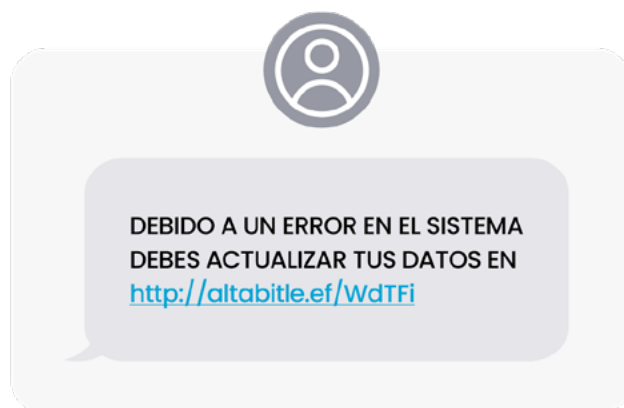 DEBIDO A UN ERROR EN EL SISTEMA
DEBES ACTUALIZAR TUS DATOS EN
http://altabitle.ef/WdTFi